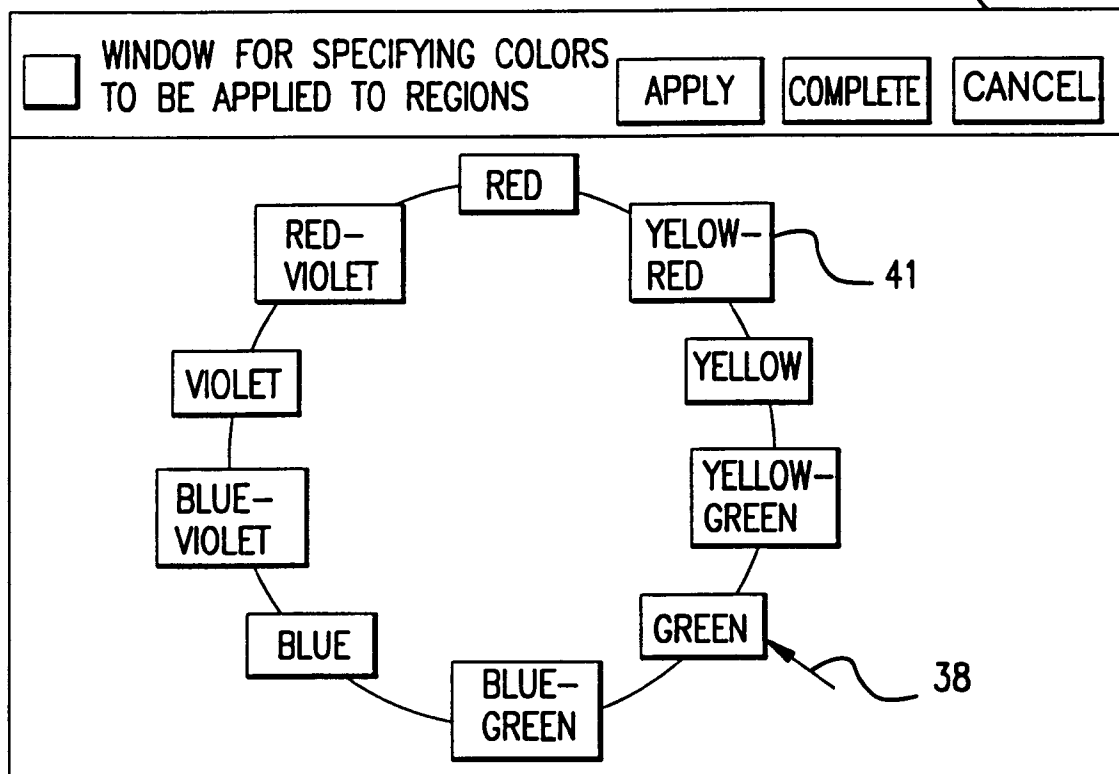 WINDOW FOR SPECIFYING COLORS
TO BE APPLIED TO REGIONS
APPLY
COMPLETE
CANCEL
RED
RED-
VIOLET
YELOW-
RED
41
VIOLET
YELLOW
BLUE-
VIOLET
YELLOW-
GREEN
BLUE
GREEN
38
BLUE-
GREEN